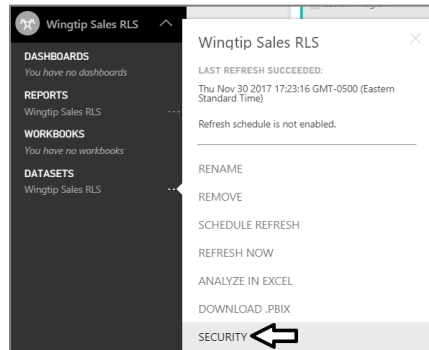 Wingtip Sales RLS
DASHBOARDS
You have no dashboards
REPORTS
Wingtip Sales RLS
WORKBOOKS
You have no workbooks
DATASETS
Wingtip Sales RLS
Wingtip Sales RLS
LAST REFRESH SUCCEEDED:
Thu Nov 30 2017 17:23:16 GMT-0500 (Eastern
Standard Time)
Refresh schedule is not enabled.
RENAME
REMOVE
SCHEDULE REFRESH
REFRESH NOW
ANALYZE IN EXCEL
DOWNLOAD .PBIX
SECURITY